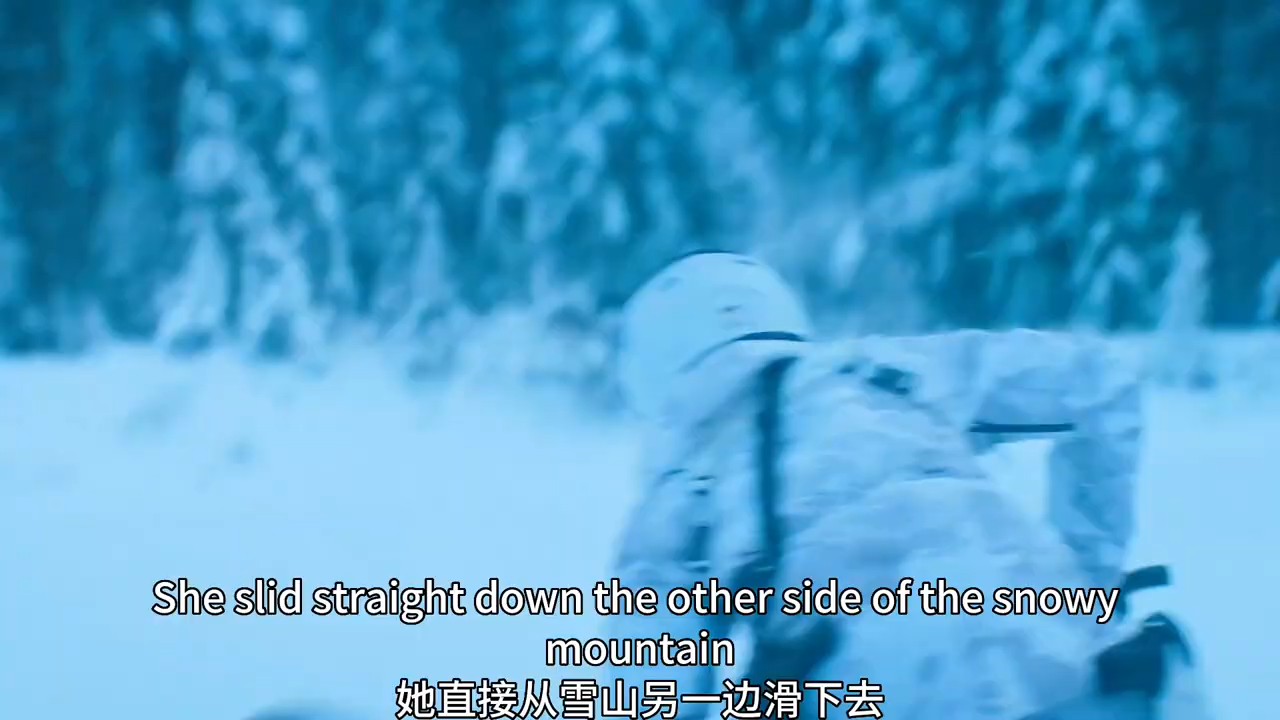 She slid straight down the other side of the snowy
mountain
她直接从雪山另一边滑下去